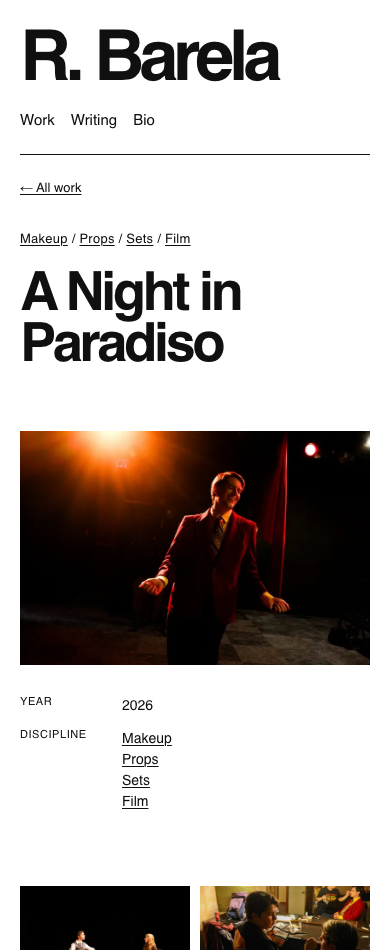 R. Barela
Work Writing Bio
← All work
Makeup / Props / Sets / Film
A Night in
Paradiso
YEAR 2026
DISCIPLINE Makeup
Props
Sets
Film